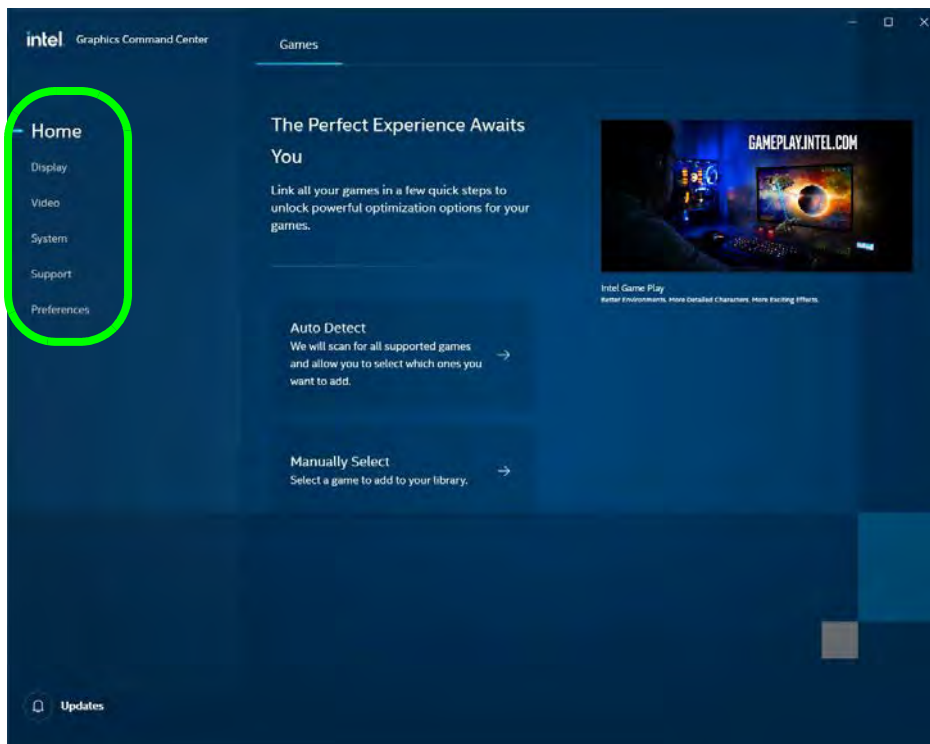 intel. Graphics Command Center
Games
Home
Display
Video
System
Support
Preferences
The Perfect Experience Awaits
You
Link all your games in a few quick steps to
unlock powerful optimization options for your
games.
GAMEPLAY.INTEL.COM
Intel Game Play
Better Environments, More Detailed Characters, More Exciting Effects.
Auto Detect
We will scan for all supported games
and allow you to select which ones you
want to add.
Manually Select
Select a game to add to your library.
Updates